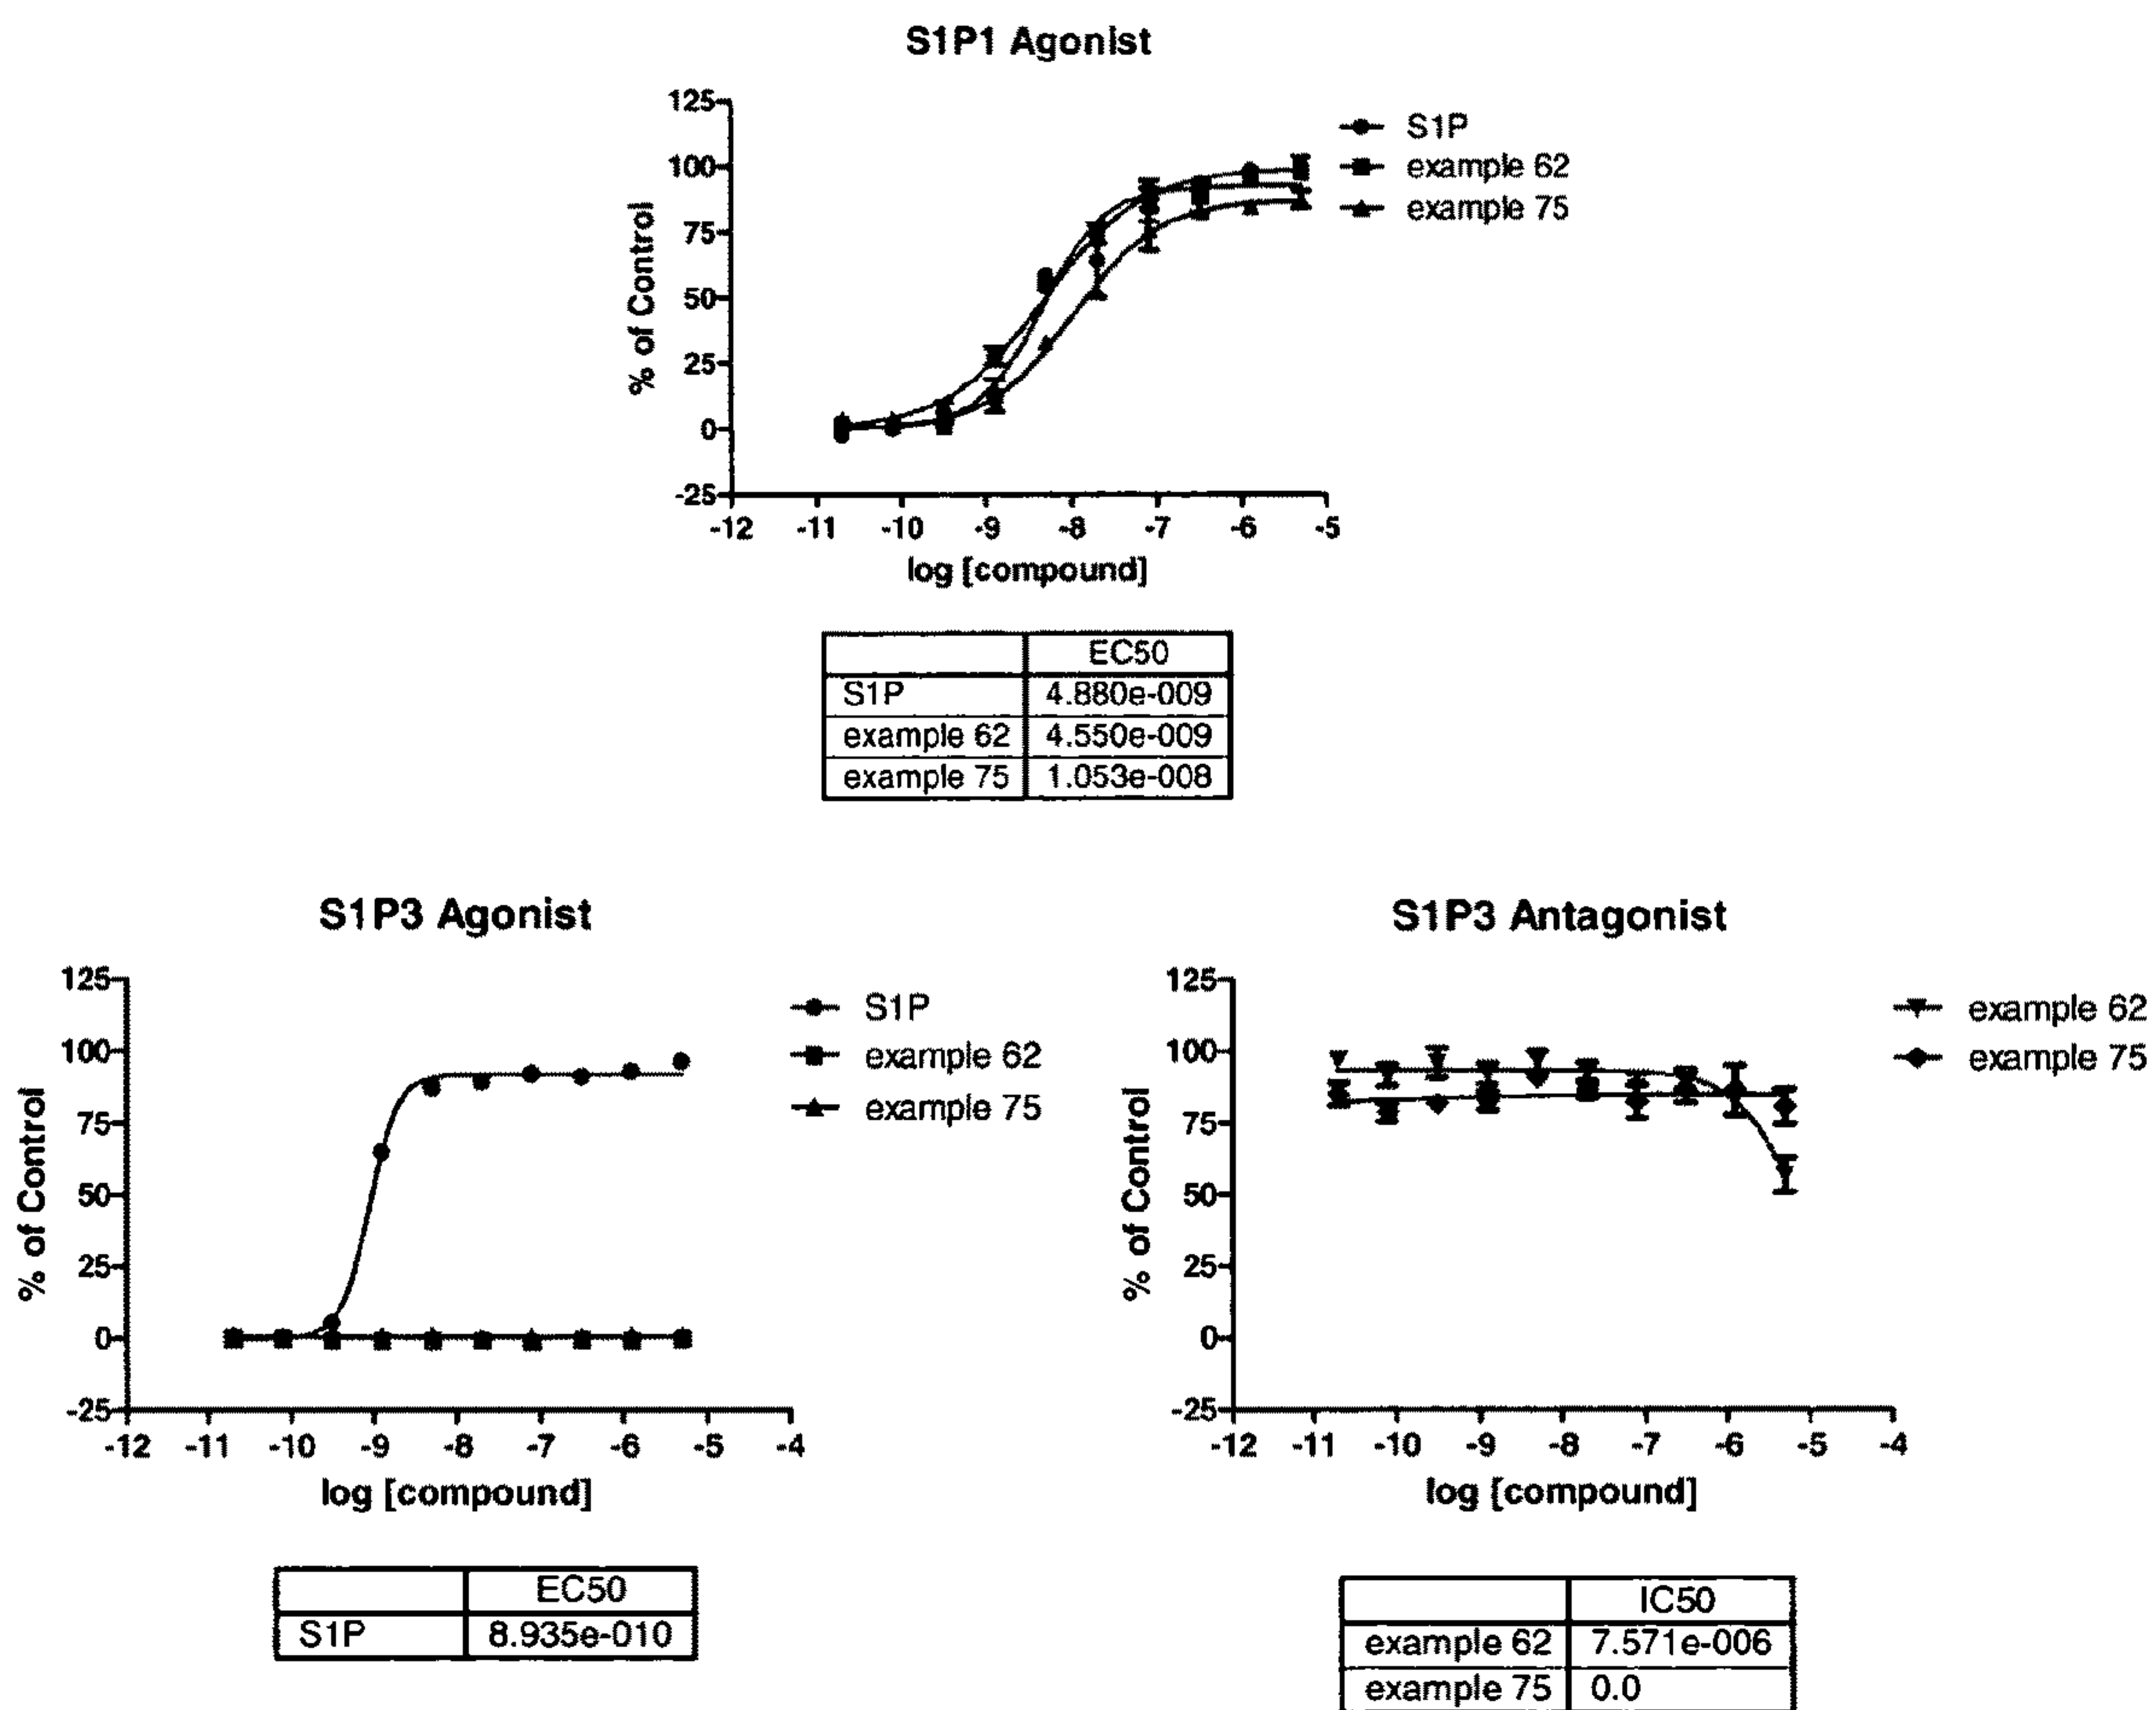 S1P1 Agonist
125
100
75
50
25
0
-25
% of Control
-12 -11 -10 -9 -8 -7 -6 -5
log [compound]
S1P
example 62
example 75
EC50
S1P 4.880e-009
example 62 4.550e-009
example 75 1.053e-008
S1P3 Agonist
125
100
75
50
25
0
-25
% of Control
-12 -11 -10 -9 -8 -7 -6 -5 -4
log [compound]
S1P
example 62
example 75
EC50
S1P 8.935e-010
S1P3 Antagonist
125
100
75
50
25
0
-25
% of Control
-12 -11 -10 -9 -8 -7 -6 -5 -4
log [compound]
example 62
example 75
IC50
example 62 7.571e-006
example 75 0.0